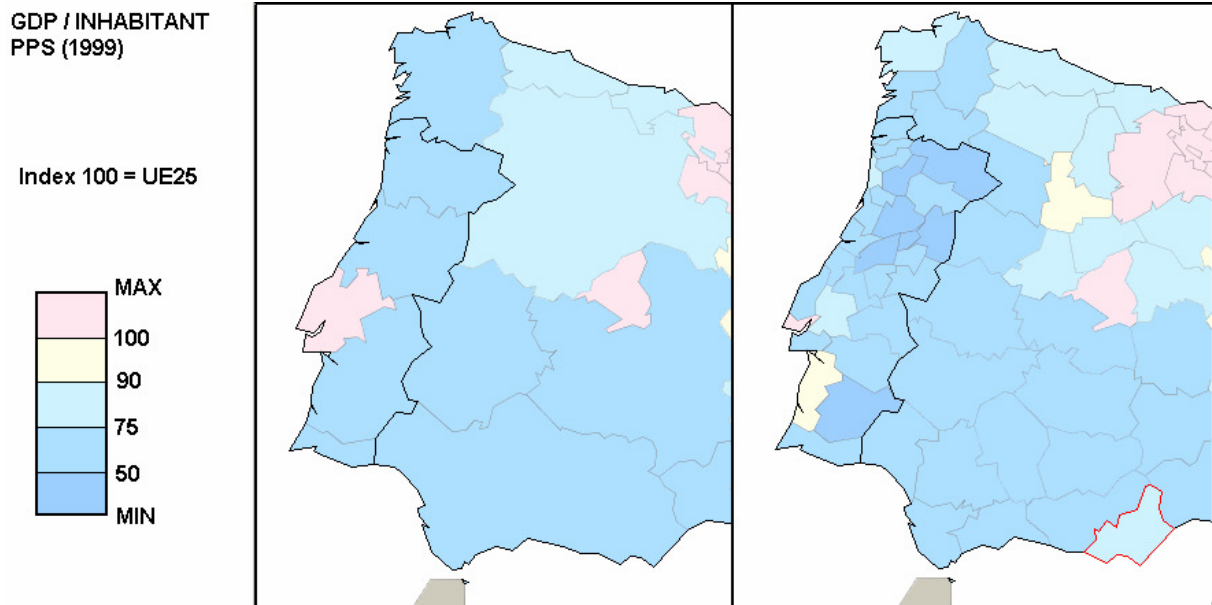 GDP / INHABITANT
PPS (1999)
Index 100 = UE25
MAX
100
90
75
50
MIN